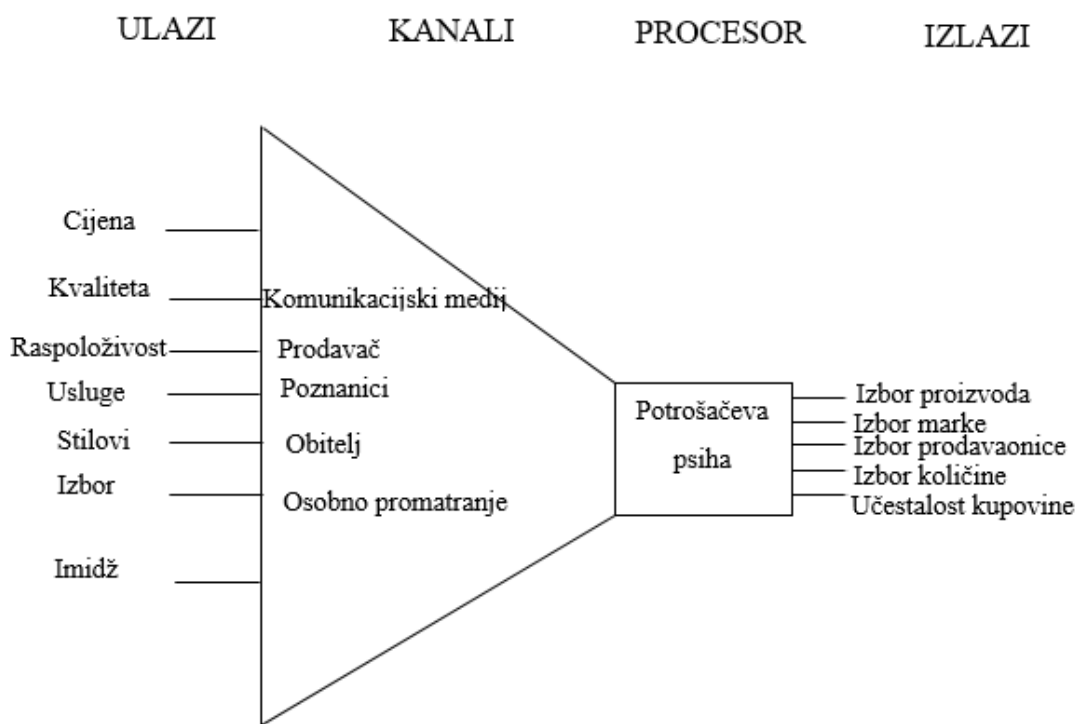 ULAZI KANALI PROCESOR IZLAZI
Cijena
Kvaliteta
Raspoloživost
Usluge
Stilovi
Izbor
Imidž
Komunikacijski medij
Prodavač
Poznanici
Obitelj
Osobno promatranje
Potrošačeva
psiha
Izbor proizvoda
Izbor marke
Izbor prodavaonice
Izbor količine
Učestalost kupovine